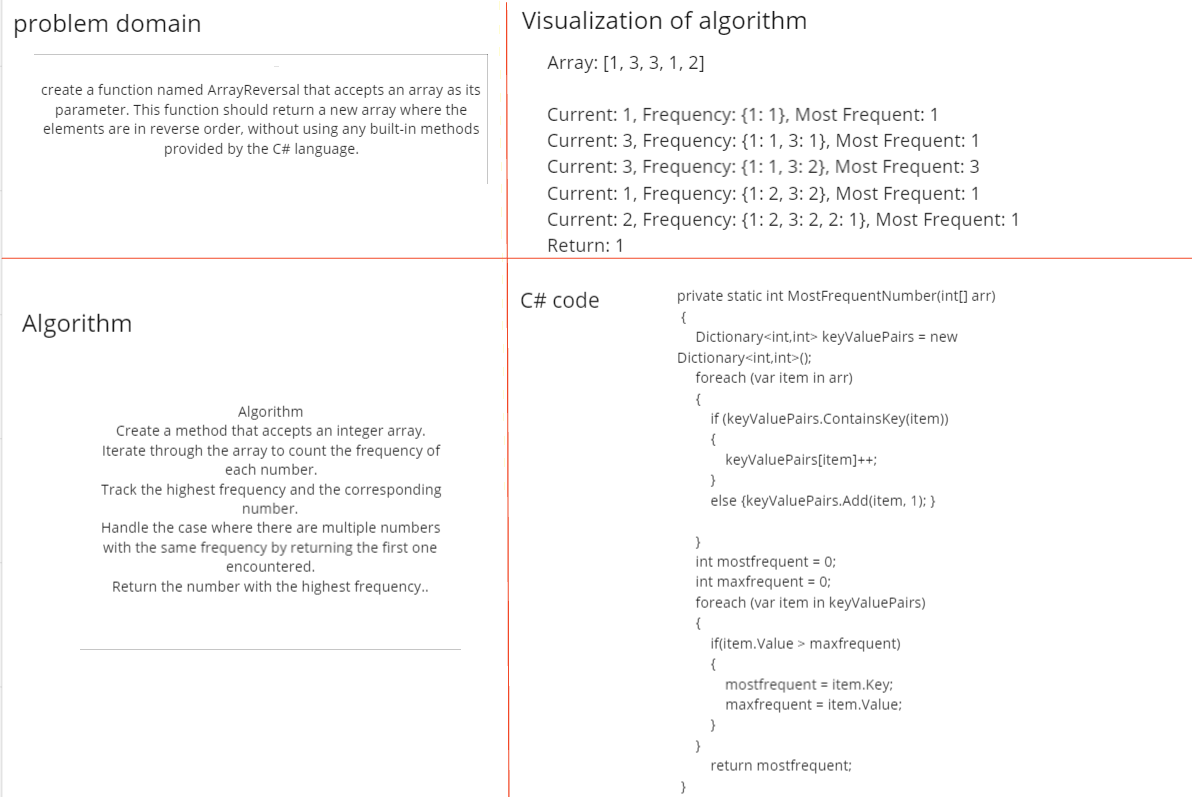 problem domain
create a function named ArrayReversal that accepts an array as its
parameter. This function should return a new array where the
elements are in reverse order, without using any built-in methods
provided by the C# language.
Visualization of algorithm
Array: [1, 3, 3, 1, 2]
Current: 1, Frequency: {1: 1}, Most Frequent: 1
Current: 3, Frequency: {1: 1, 3: 1}, Most Frequent: 1
Current: 3, Frequency: {1: 1, 3: 2}, Most Frequent: 3
Current: 1, Frequency: {1: 2, 3: 2}, Most Frequent: 1
Current: 2, Frequency: {1: 2, 3: 2, 2: 1}, Most Frequent: 1
Return: 1
Algorithm
Algorithm
Create a method that accepts an integer array.
Iterate through the array to count the frequency of
each number.
Track the highest frequency and the corresponding
number.
Handle the case where there are multiple numbers
with the same frequency by returning the first one
encountered.
Return the number with the highest frequency..
C# code
private static int MostFrequentNumber(int[] arr)
{
Dictionary<int,int> keyValuePairs = new
Dictionary<int,int>();
foreach (var item in arr)
{
if (keyValuePairs.ContainsKey(item))
{
keyValuePairs[item]++;
}
else {keyValuePairs.Add(item, 1); }
}
int mostfrequent = 0;
int maxfrequent = 0;
foreach (var item in keyValuePairs)
{
if(item.Value > maxfrequent)
{
mostfrequent = item.Key;
maxfrequent = item.Value;
}
}
return mostfrequent;
}